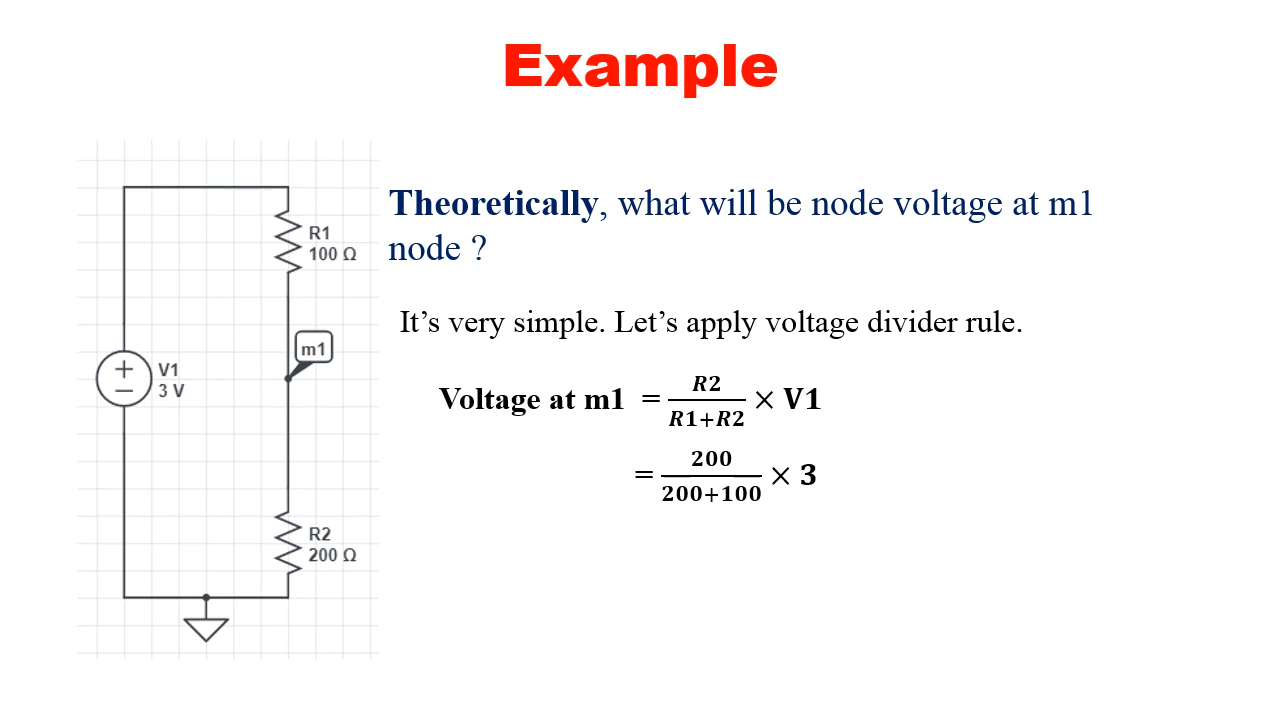 Example
Theoretically, what will be node voltage at m1
node ?
It’s very simple. Let’s apply voltage divider rule.
Voltage at m1 = R2/(R1+R2) × V1
= 200/(200+100) × 3
R1
100 Ω
m1
V1
3 V
R2
200 Ω